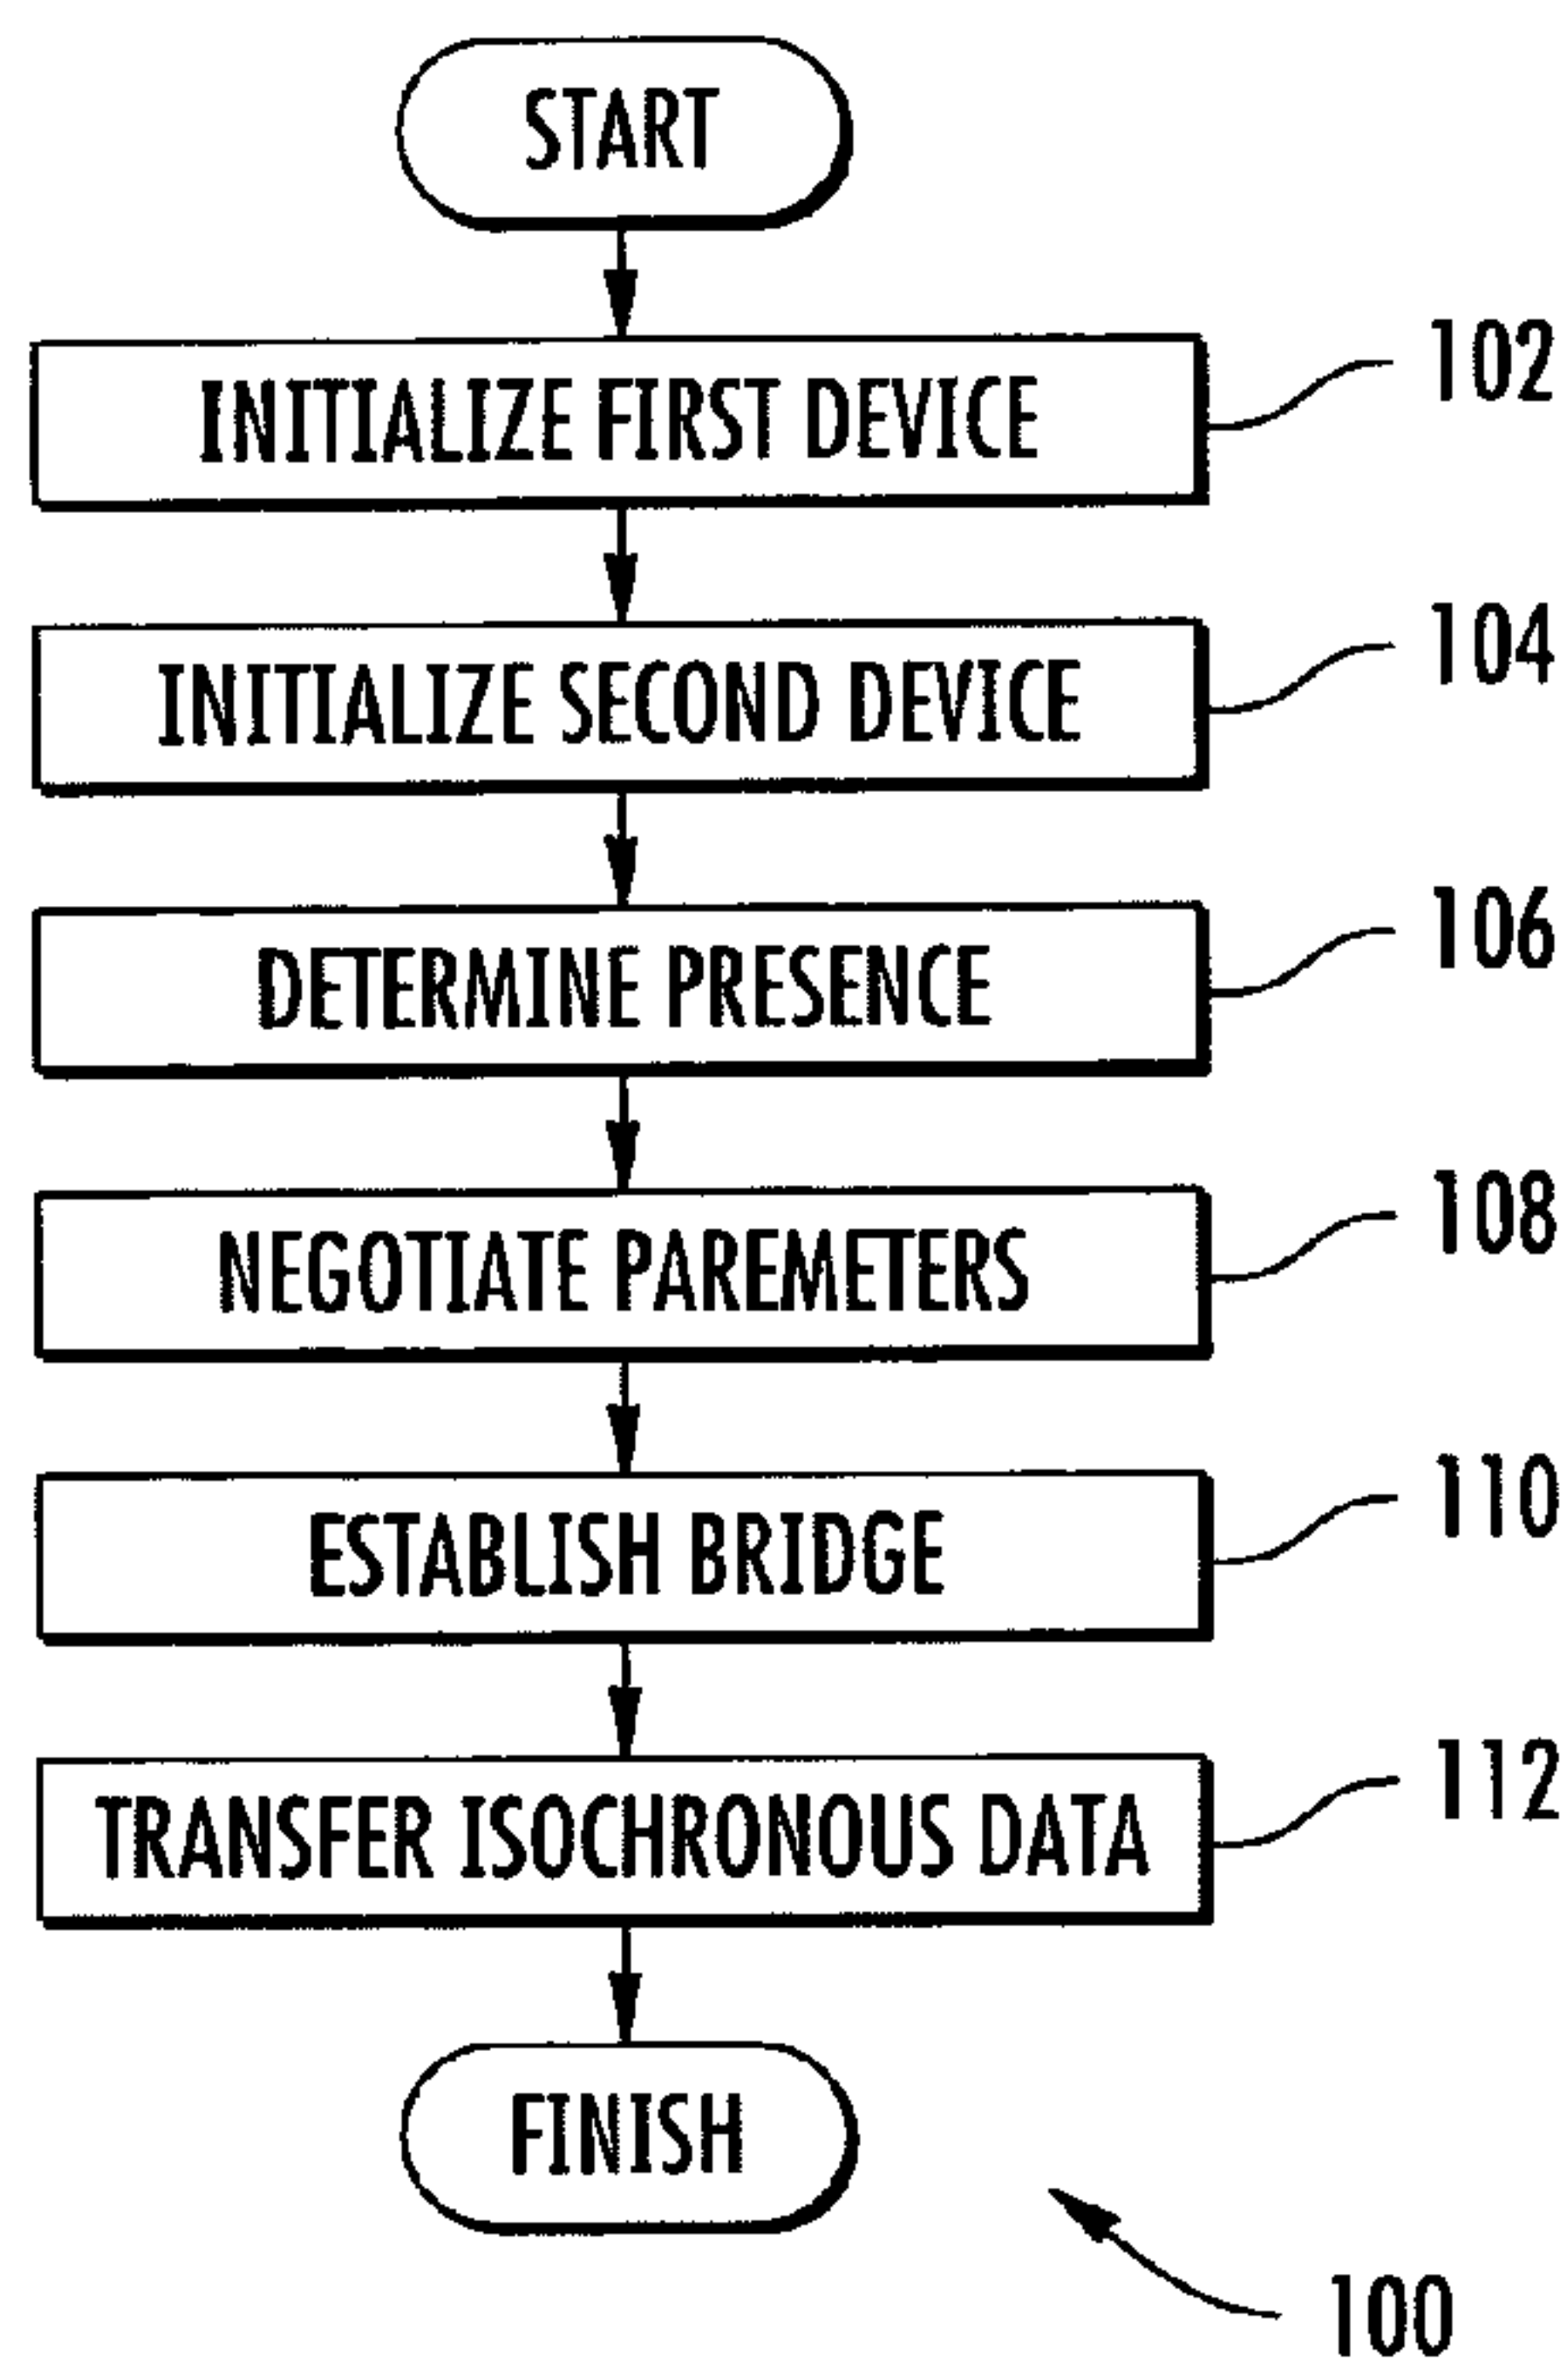 START
INITIALIZE FIRST DEVICE
102
INITIALIZE SECOND DEVICE
104
DETERMINE PRESENCE
106
NEGOTIATE PAREMETERS
108
ESTABLISH BRIDGE
110
TRANSFER ISOCHRONOUS DATA
112
FINISH
100